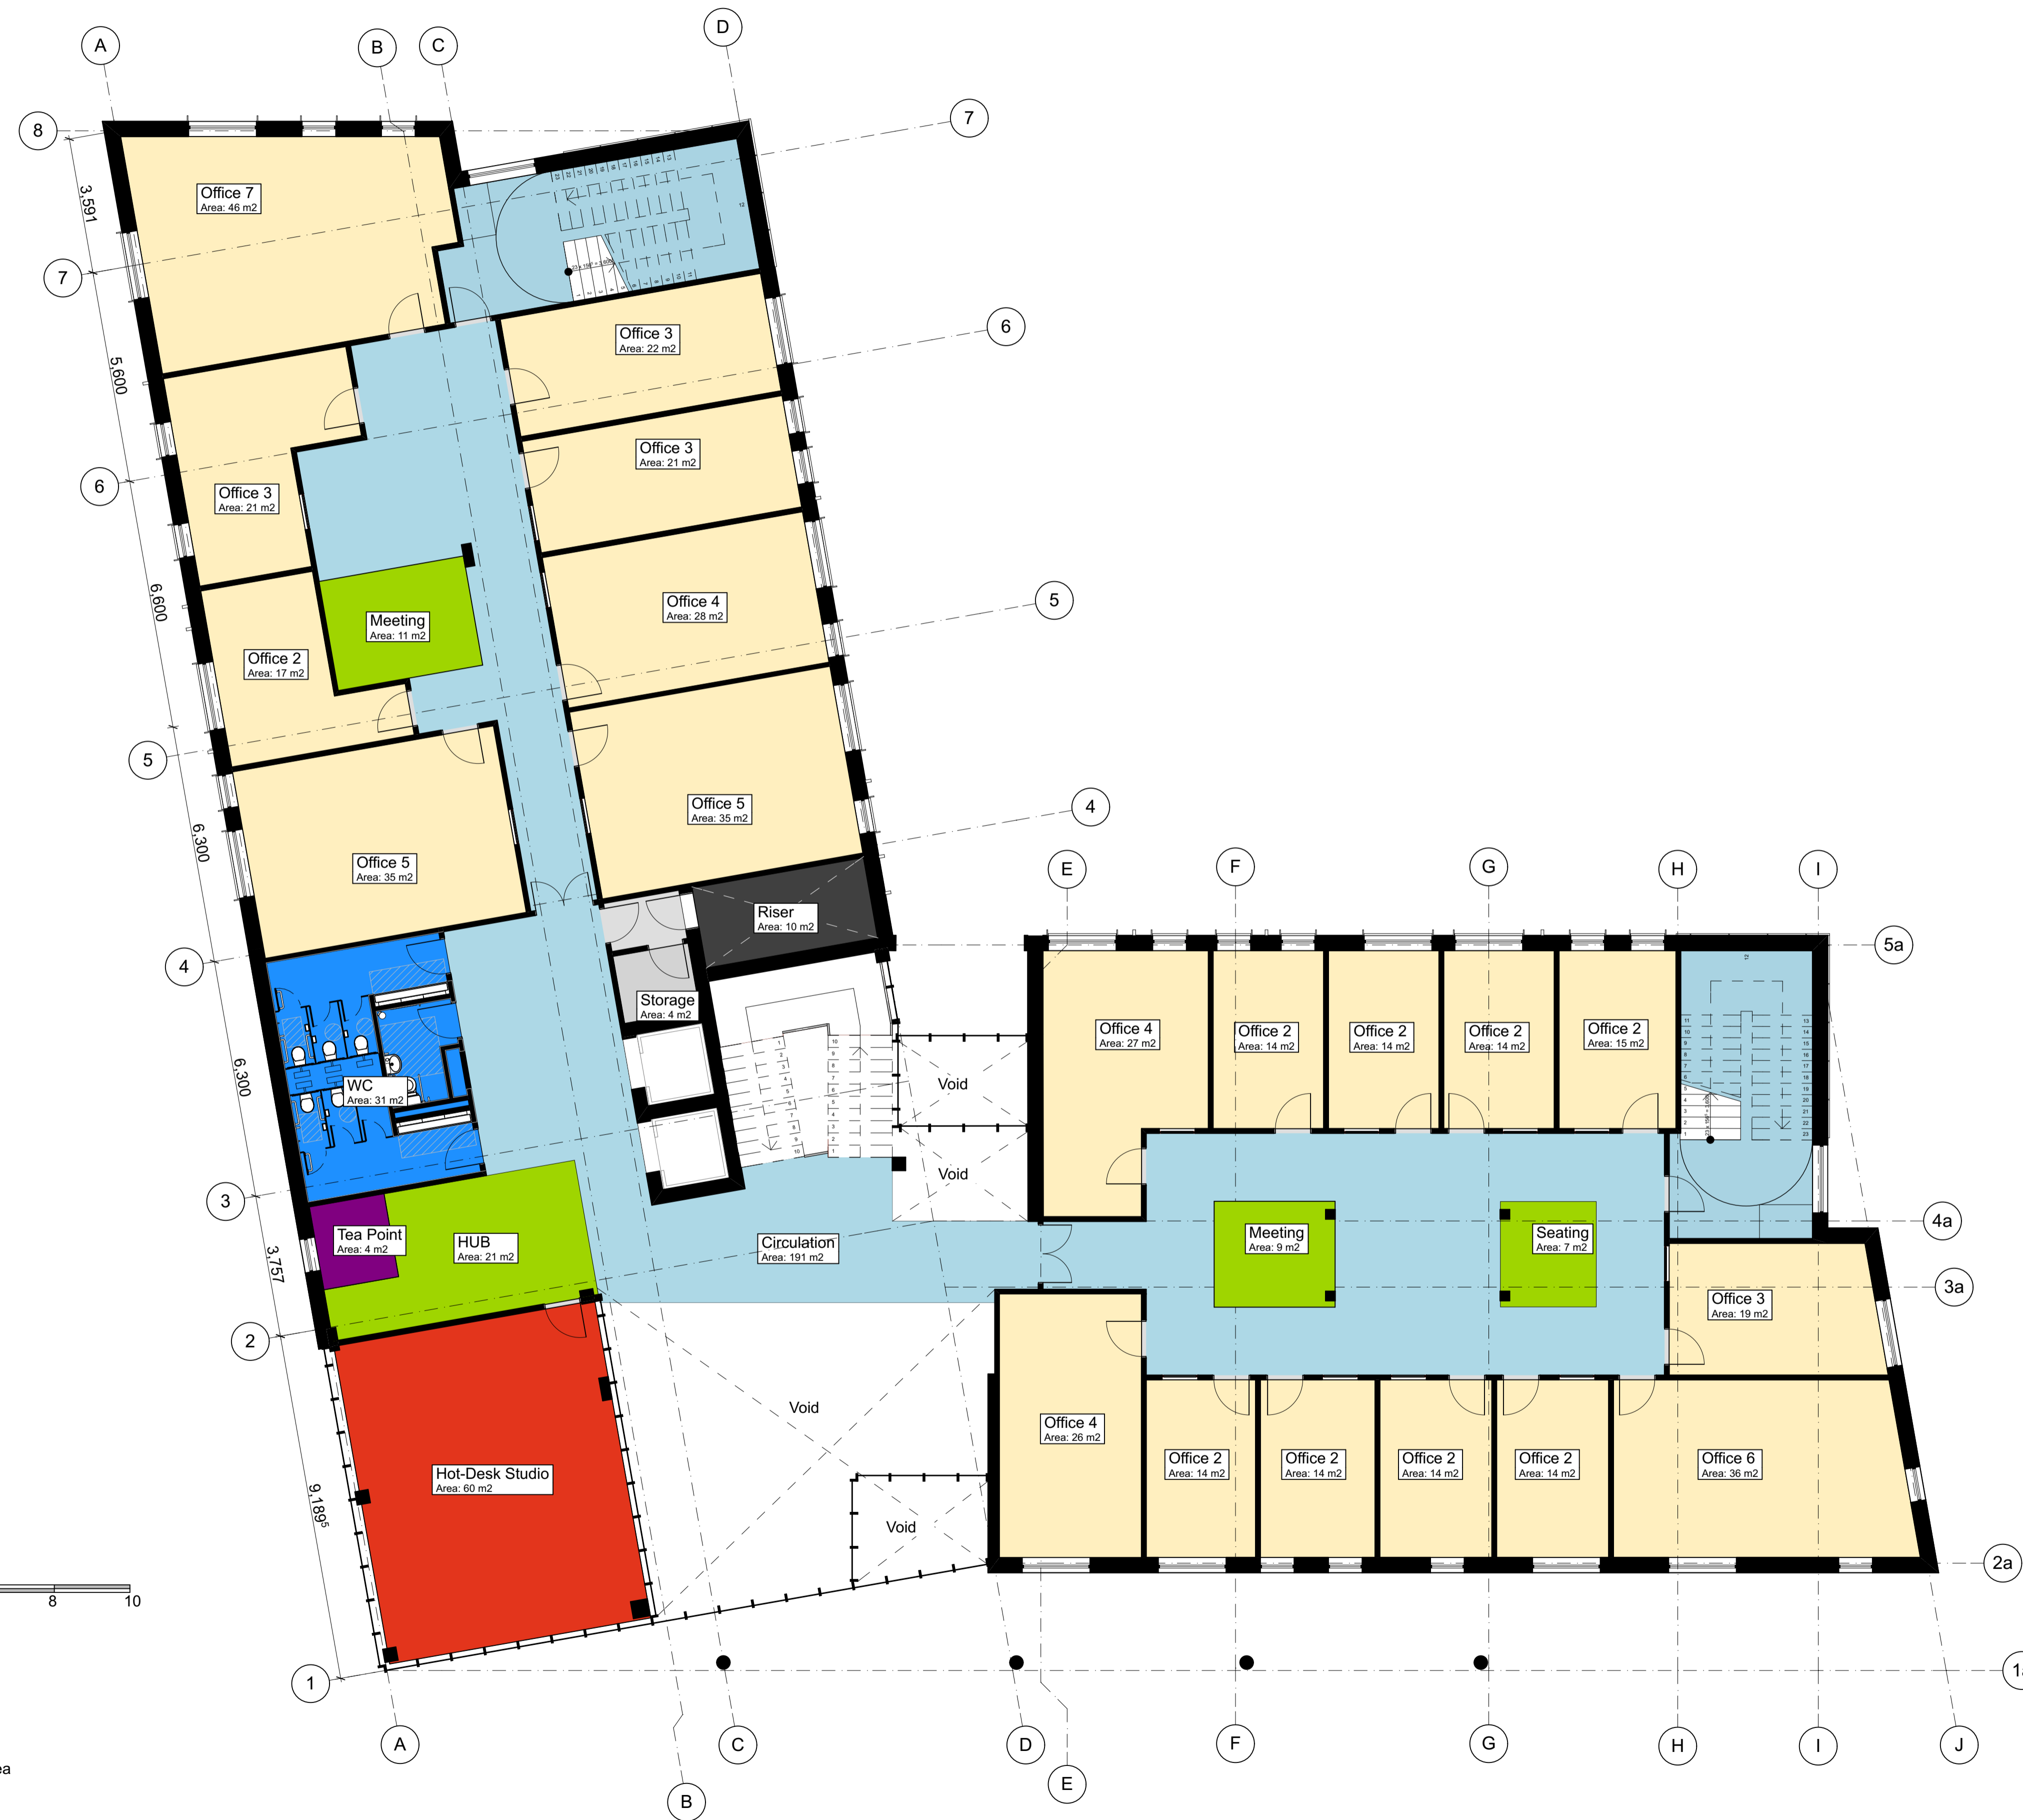 A
B
C
D
8
7
3,591
Office 7
Area: 46 m2
7
6
Office 3
Area: 22 m2
5,600
Office 3
Area: 21 m2
6
Office 3
Area: 21 m2
5
6,600
Office 4
Area: 28 m2
Meeting
Area: 11 m2
Office 2
Area: 17 m2
5
4
Office 5
Area: 35 m2
6,300
Office 5
Area: 35 m2
E
F
G
H
I
Riser
Area: 10 m2
4
5a
Storage
Area: 4 m2
Office 4
Area: 27 m2
Office 2
Area: 14 m2
Office 2
Area: 14 m2
Office 2
Area: 14 m2
Office 2
Area: 15 m2
6,300
WC
Area: 31 m2
Void
Void
3
4a
Tea Point
Area: 4 m2
HUB
Area: 21 m2
Circulation
Area: 191 m2
Meeting
Area: 9 m2
Seating
Area: 7 m2
3,757
3a
Office 3
Area: 19 m2
2
Void
Office 4
Area: 26 m2
Office 2
Area: 14 m2
Office 2
Area: 14 m2
Office 2
Area: 14 m2
Office 2
Area: 14 m2
Office 6
Area: 36 m2
Hot-Desk Studio
Area: 60 m2
9,189⁵
Void
2a
8
10
1
A
C
D
F
G
H
I
J
E
B